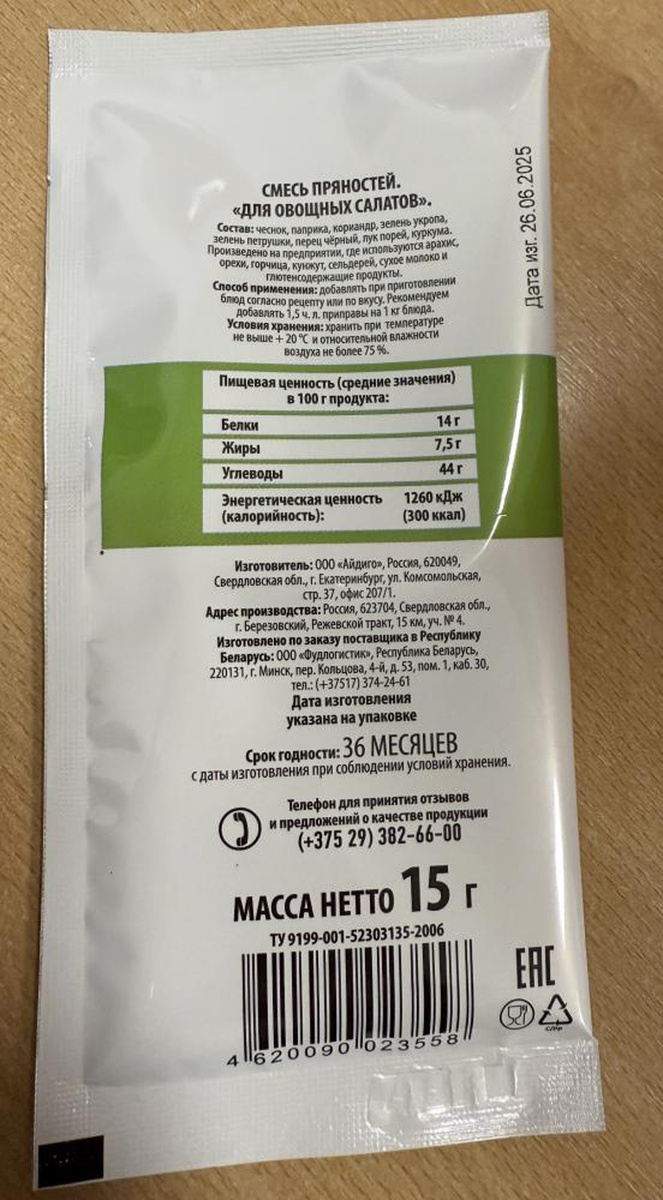 СМЕСЬ ПРЯНОСТЕЙ.
«ДЛЯ ОВОЩНЫХ САЛАТОВ».
Состав: чеснок, паприка, кориандр, зелень укропа,
зелень петрушки, перец чёрный, лук порей, куркума.
Произведено на предприятии, где используются арахис,
орехи, горчица, кунжут, сельдерей, сухое молоко и
глютенсодержащие продукты.
Способ применения: добавлять при приготовлении
блюд согласно рецепту или по вкусу. Рекомендуем
добавлять 1,5 ч. л. приправы на 1 кг блюда.
Условия хранения: хранить при температуре
не выше + 20 °С и относительной влажности
воздуха не более 75 %.
Дата изг. 26.06.2025
Пищевая ценность (средние значения)
в 100 г продукта:
Белки 14 г
Жиры 7,5 г
Углеводы 44 г
Энергетическая ценность 1260 кДж
(калорийность): (300 ккал)
Изготовитель: ООО «Айдиго», Россия, 620049,
Свердловская обл., г. Екатеринбург, ул. Комсомольская,
стр. 37, офис 207/1.
Адрес производства: Россия, 623704, Свердловская обл.,
г. Березовский, Режевской тракт, 15 км, уч. № 4.
Изготовлено по заказу поставщика в Республику
Беларусь: ООО «Фудлогистик», Республика Беларусь,
220131, г. Минск, пер. Кольцова, 4-й, д. 53, пом. 1, каб. 30,
тел.: (+37517) 374-24-61
Дата изготовления
указана на упаковке
Срок годности: 36 МЕСЯЦЕВ
с даты изготовления при соблюдении условий хранения.
Телефон для принятия отзывов
и предложений о качестве продукции
(+375 29) 382-66-00
МАССА НЕТТО 15 г
ТУ 9199-001-52303135-2006
4 620090 023558
ЕАС
C/PP